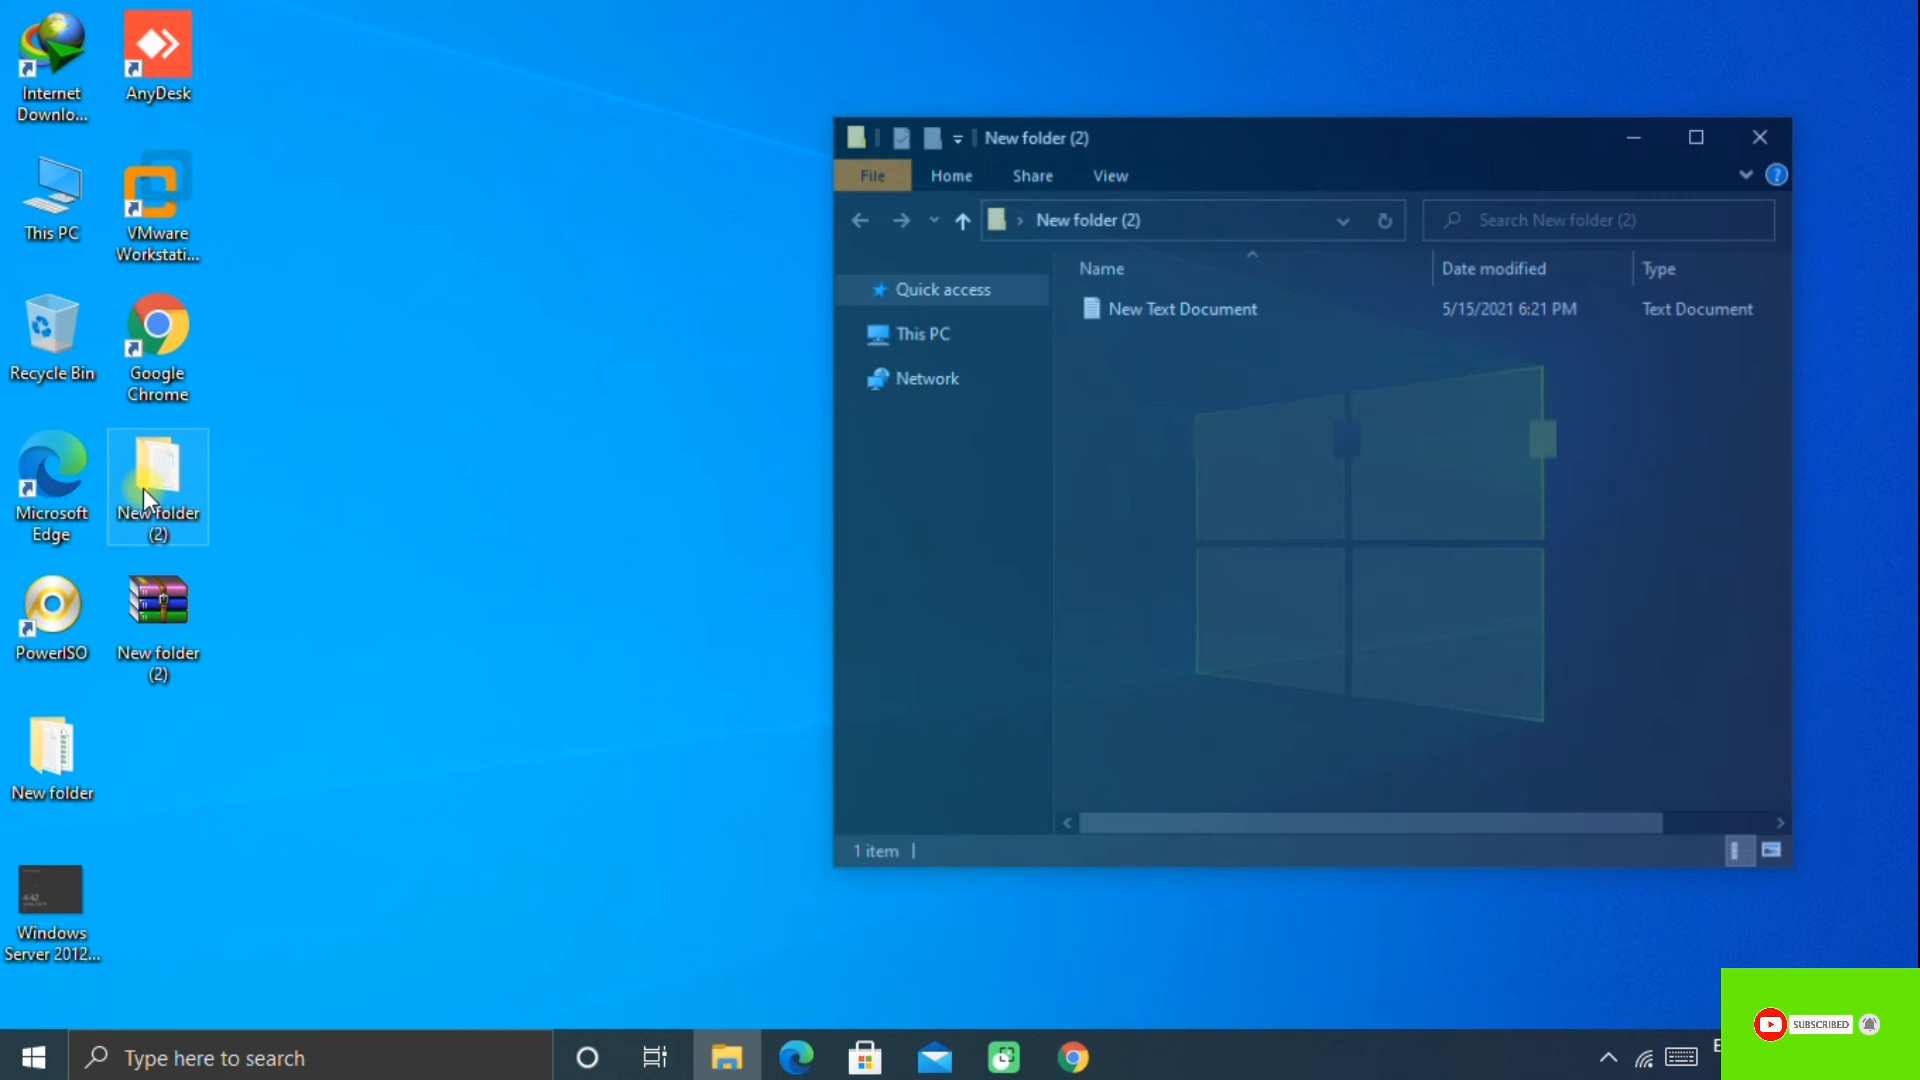 Internet
Downlo...
AnyDesk
This PC
VMware
Workstati...
Recycle Bin
Google
Chrome
Microsoft
Edge
New folder
(2)
PowerISO
New folder
(2)
New folder
4:42
Windows
Server 2012...
New folder (2)
File
Home
Share
View
New folder (2)
Search New folder (2)
Quick access
This PC
Network
Name
Date modified
Type
New Text Document
5/15/2021 6:21 PM
Text Document
1 item
Type here to search
SUBSCRIBED